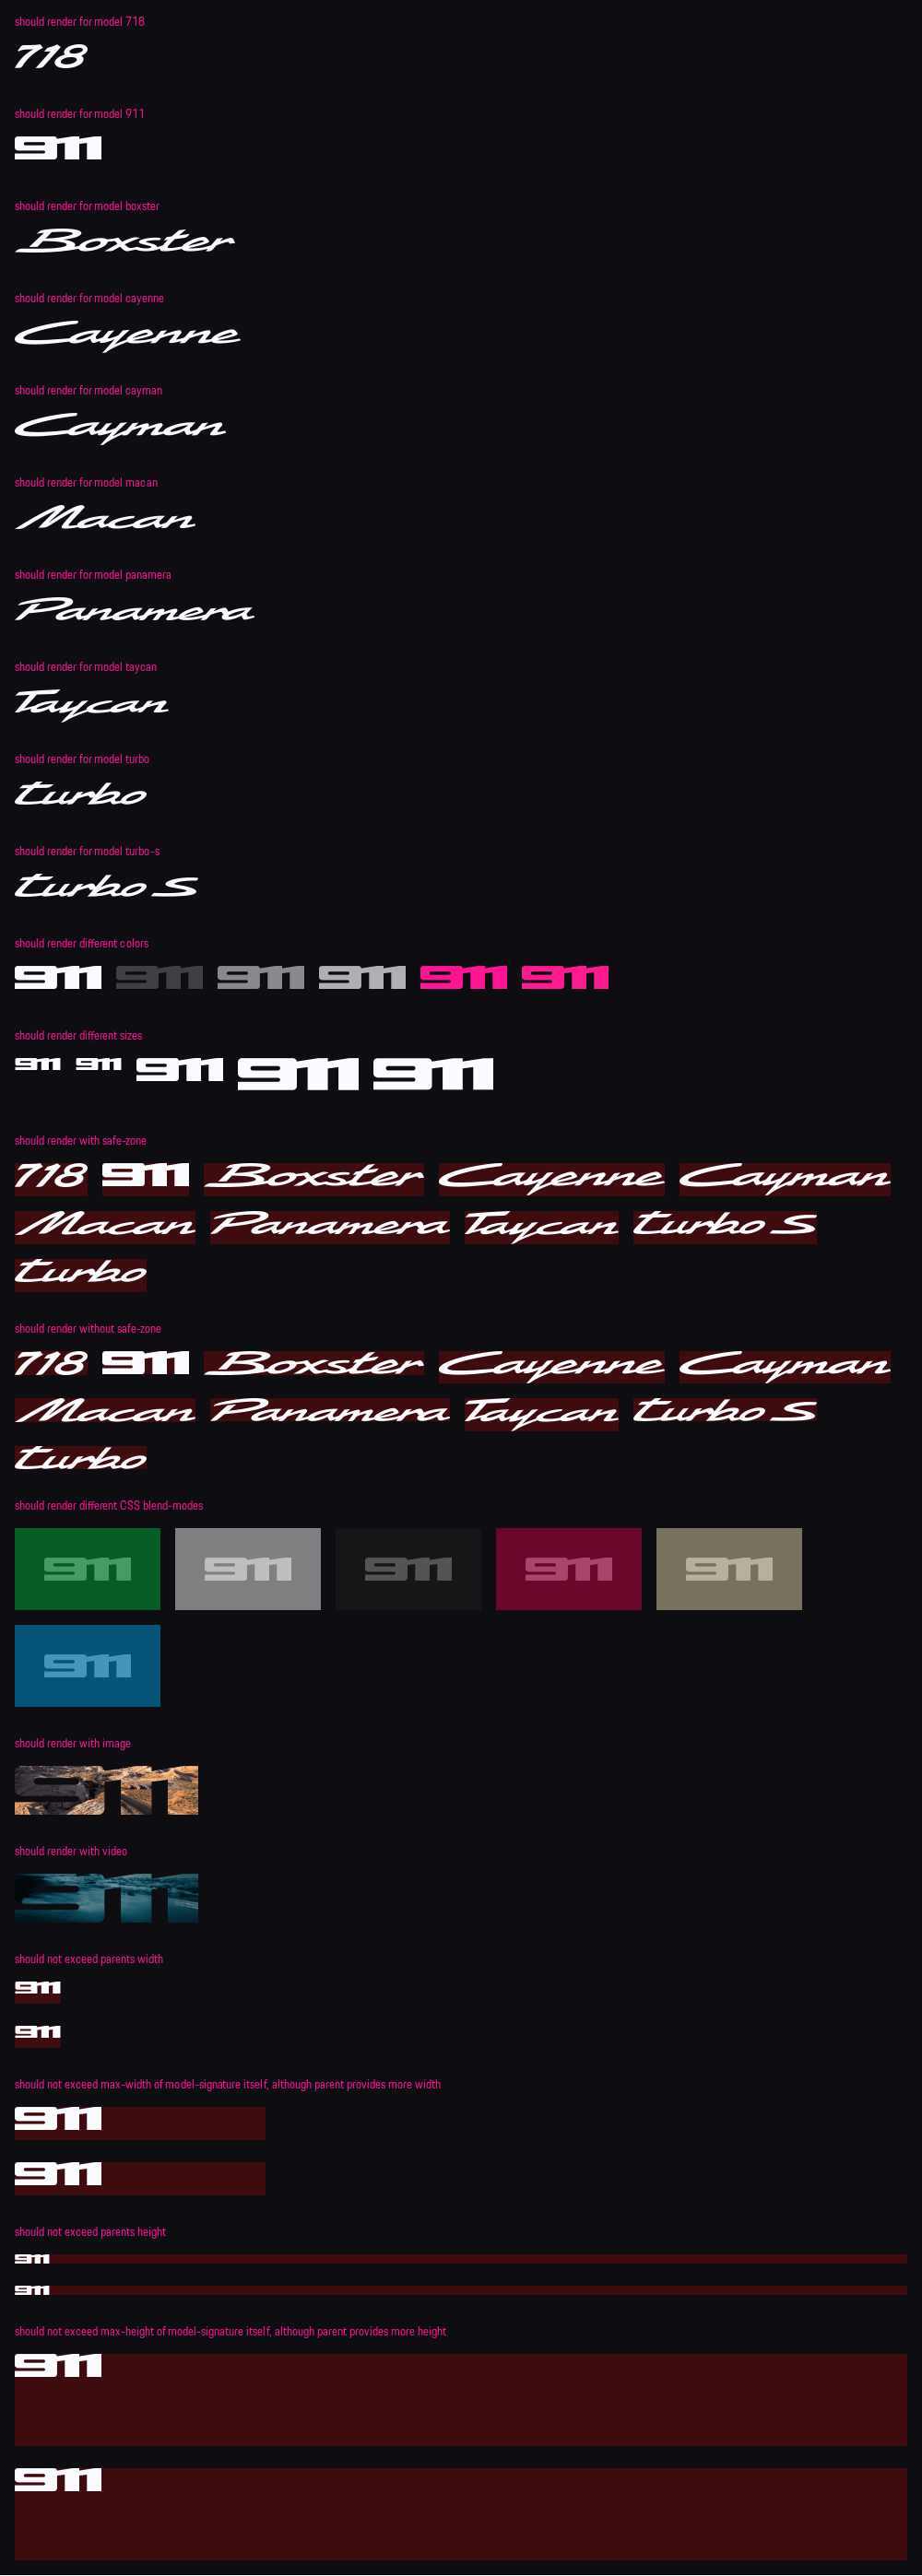 should render for model 718
718
should render for model 911
911
should render for model boxster
Boxster
should render for model cayenne
Cayenne
should render for model cayman
Cayman
should render for model macan
Macan
should render for model panamera
Panamera
should render for model taycan
Taycan
should render for model turbo
turbo
should render for model turbo-s
turbo S
should render different colors
911 911 911 911 911 911
should render different sizes
911 911 911 911 911
should render with safe-zone
718 911 Boxster Cayenne Cayman
Macan Panamera Taycan turbo S
turbo
should render without safe-zone
718 911 Boxster Cayenne Cayman
Macan Panamera Taycan turbo S
turbo
should render different CSS blend-modes
911 911 911 911 911
911
should render with image
911
should render with video
911
should not exceed parents width
911
911
should not exceed max-width of model-signature itself, although parent provides more width
911
911
should not exceed parents height
911
911
should not exceed max-height of model-signature itself, although parent provides more height
911
911